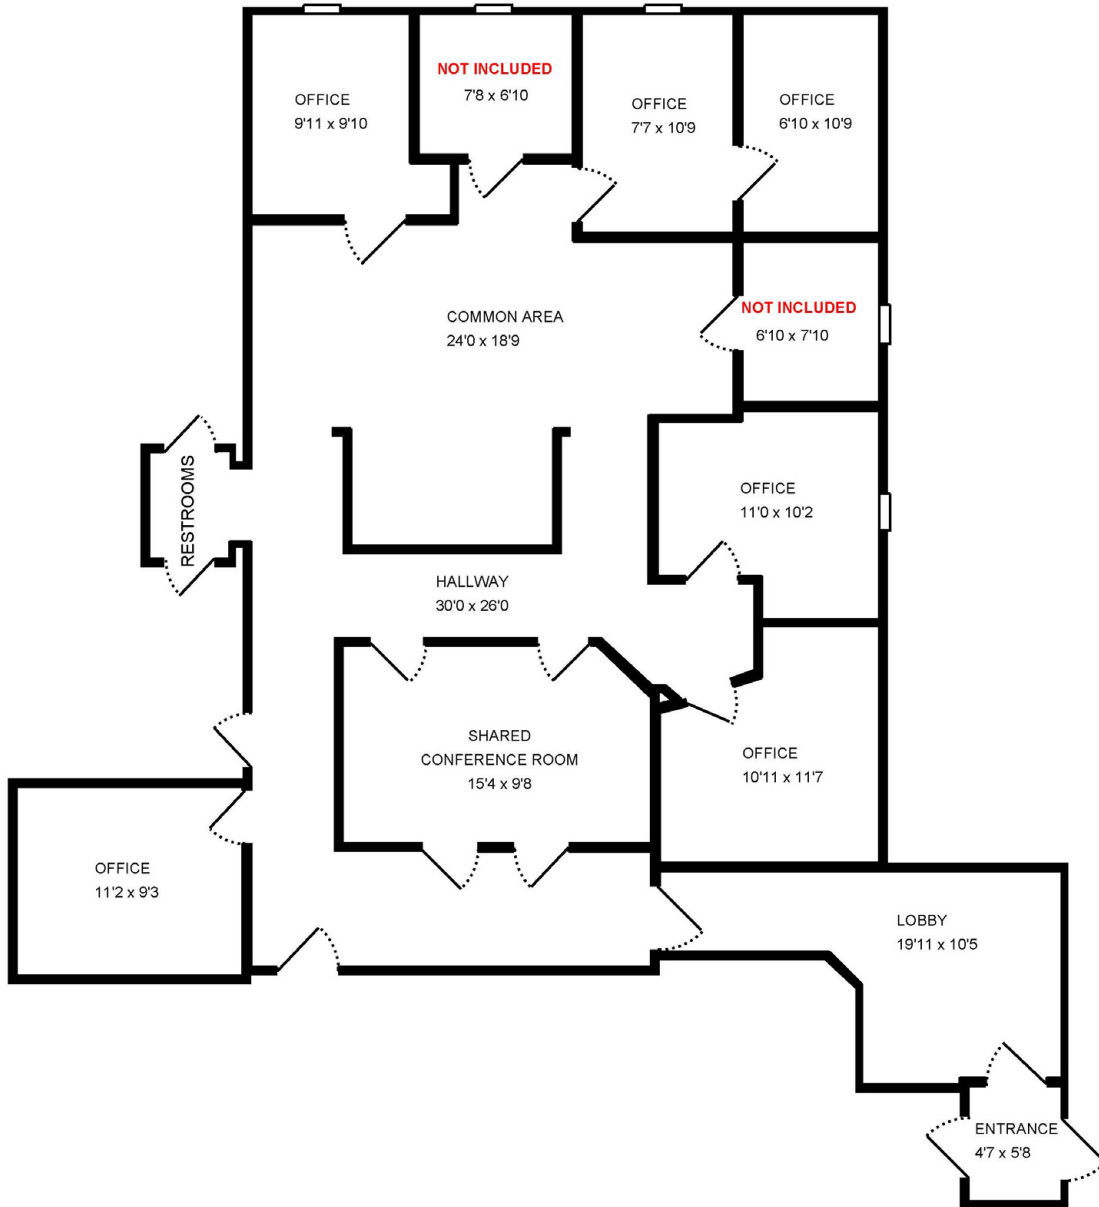 NOT INCLUDED
7'8 x 6'10
OFFICE
9'11 x 9'10
OFFICE
7'7 x 10'9
OFFICE
6'10 x 10'9
NOT INCLUDED
6'10 x 7'10
COMMON AREA
24'0 x 18'9
RESTROOMS
OFFICE
11'0 x 10'2
HALLWAY
30'0 x 26'0
SHARED
CONFERENCE ROOM
15'4 x 9'8
OFFICE
10'11 x 11'7
OFFICE
11'2 x 9'3
LOBBY
19'11 x 10'5
ENTRANCE
4'7 x 5'8